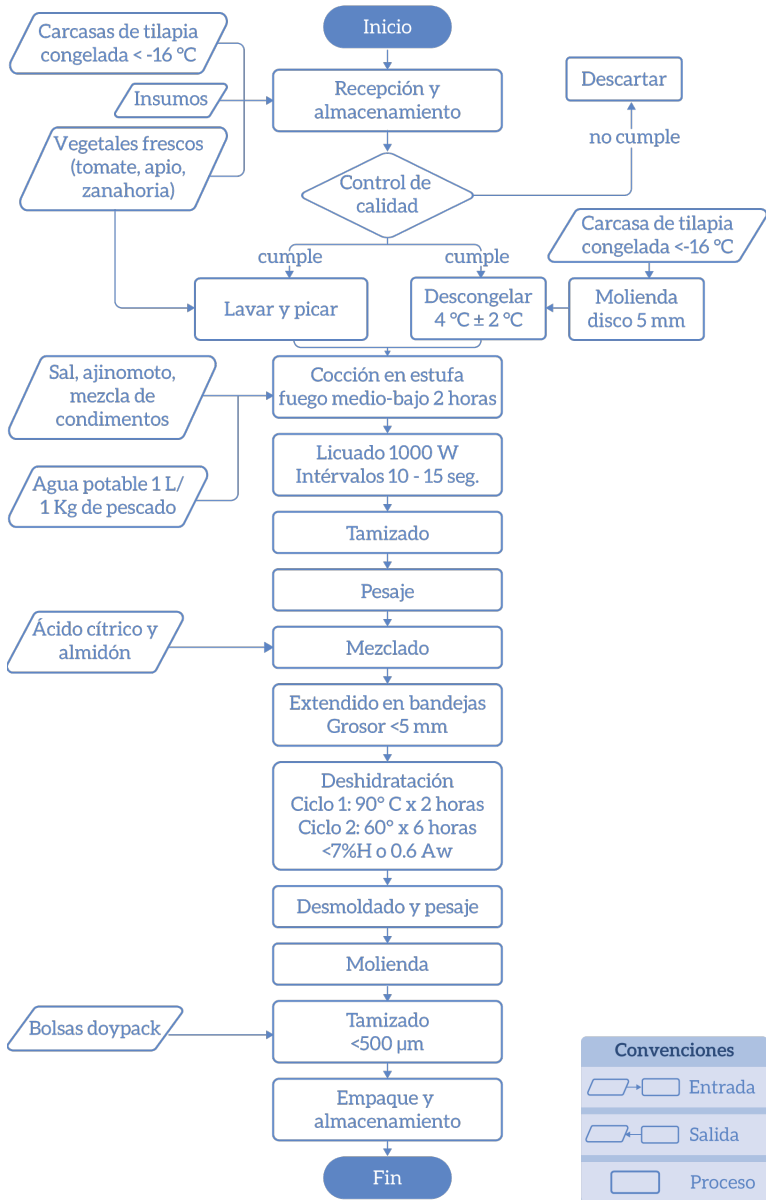 Inicio
Carcasas de tilapia
congelada < -16 °C
Insumos
Vegetales frescos
(tomate, apio,
zanahoria)
Recepción y
almacenamiento
Descartar
no cumple
Control de
calidad
Carcasa de tilapia
congelada <-16 °C
cumple
cumple
Lavar y picar
Descongelar
4 °C ± 2 °C
Molienda
disco 5 mm
Sal, ajinomoto,
mezcla de
condimentos
Cocción en estufa
fuego medio-bajo 2 horas
Agua potable 1 L/
1 Kg de pescado
Licuado 1000 W
Intérvalos 10 - 15 seg.
Tamizado
Pesaje
Ácido cítrico y
almidón
Mezclado
Extendido en bandejas
Grosor <5 mm
Deshidratación
Ciclo 1: 90° C x 2 horas
Ciclo 2: 60° x 6 horas
<7%H o 0.6 Aw
Desmoldado y pesaje
Molienda
Bolsas doypack
Tamizado
<500 µm
Empaque y
almacenamiento
Fin
Convenciones
Entrada
Salida
Proceso